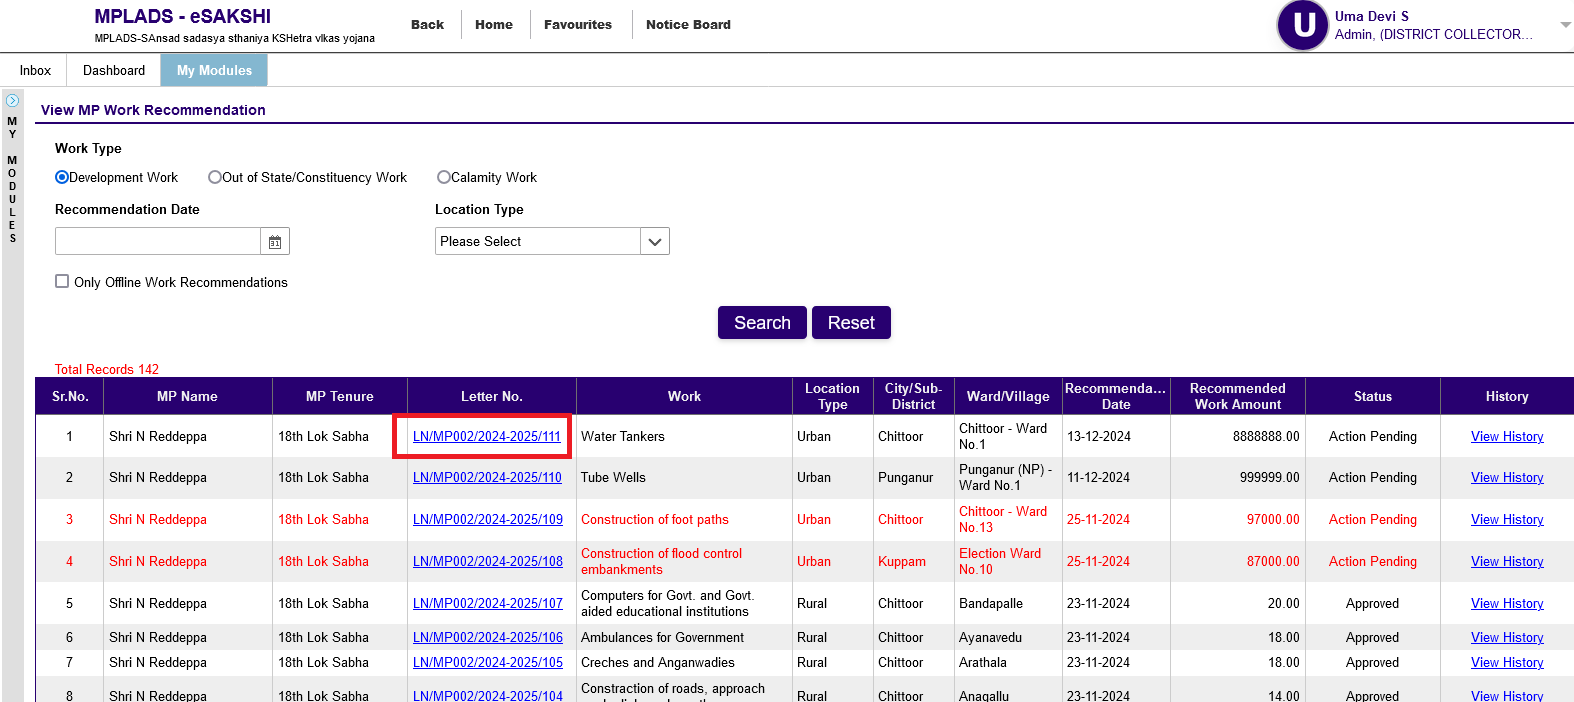 MPLADS - eSAKSHI
MPLADS-SAnsad sadasya sthaniya KSHetra vIkas yojana
Back
Home
Favourites
Notice Board
U
Uma Devi S
Admin, (DISTRICT COLLECTOR...
Inbox
Dashboard
My Modules
MY MODULES
View MP Work Recommendation
Work Type
Development Work
Out of State/Constituency Work
Calamity Work
Recommendation Date
Location Type
31
Please Select
Only Offline Work Recommendations
Search
Reset
Total Records 142
Sr.No. MP Name MP Tenure Letter No. Work Location Type City/Sub-District Ward/Village Recommenda... Date Recommended Work Amount Status History
1 Shri N Reddeppa 18th Lok Sabha LN/MP002/2024-2025/111 Water Tankers Urban Chittoor Chittoor - Ward No.1 13-12-2024 8888888.00 Action Pending View History
2 Shri N Reddeppa 18th Lok Sabha LN/MP002/2024-2025/110 Tube Wells Urban Punganur Punganur (NP) - Ward No.1 11-12-2024 999999.00 Action Pending View History
3 Shri N Reddeppa 18th Lok Sabha LN/MP002/2024-2025/109 Construction of foot paths Urban Chittoor Chittoor - Ward No.13 25-11-2024 97000.00 Action Pending View History
4 Shri N Reddeppa 18th Lok Sabha LN/MP002/2024-2025/108 Construction of flood control embankments Urban Kuppam Election Ward No.10 25-11-2024 87000.00 Action Pending View History
5 Shri N Reddeppa 18th Lok Sabha LN/MP002/2024-2025/107 Computers for Govt. and Govt. aided educational institutions Rural Chittoor Bandapalle 23-11-2024 20.00 Approved View History
6 Shri N Reddeppa 18th Lok Sabha LN/MP002/2024-2025/106 Ambulances for Government Rural Chittoor Ayanavedu 23-11-2024 18.00 Approved View History
7 Shri N Reddeppa 18th Lok Sabha LN/MP002/2024-2025/105 Creches and Anganwadies Rural Chittoor Arathala 23-11-2024 18.00 Approved View History
8 Shri N Reddeppa 18th Lok Sabha LN/MP002/2024-2025/104 Constraction of roads, approach Rural Chittoor Anagallu 23-11-2024 14.00 Approved View History